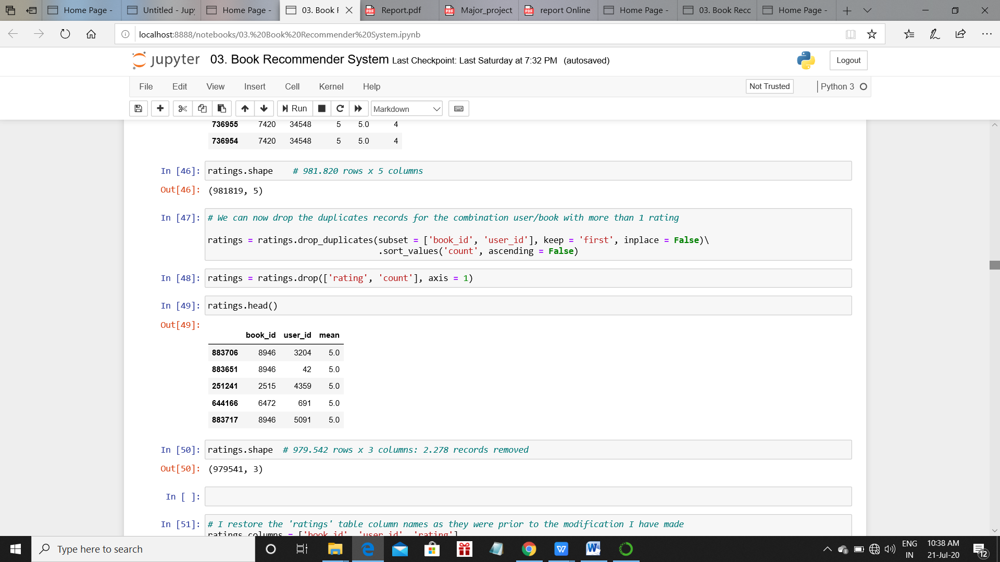 Home Page -
Untitled - Jup
Home Page -
03. Book F
Report.pdf
Major_project
report Online
Home Page -
03. Book Recc
Home Page -
localhost:8888/notebooks/03.%20Book%20Recommender%20System.ipynb
jupyter 03. Book Recommender System Last Checkpoint: Last Saturday at 7:32 PM (autosaved)
Logout
File Edit View Insert Cell Kernel Help
Not Trusted
Python 3
Run
Markdown
736955 7420 34548 5 5.0 4
736954 7420 34548 5 5.0 4
In [46]: ratings.shape # 981.820 rows x 5 columns
Out[46]: (981819, 5)
In [47]: # We can now drop the duplicates records for the combination user/book with more than 1 rating
ratings = ratings.drop_duplicates(subset = ['book_id', 'user_id'], keep = 'first', inplace = False)\
.sort_values('count', ascending = False)
In [48]: ratings = ratings.drop(['rating', 'count'], axis = 1)
In [49]: ratings.head()
Out[49]:
book_id user_id mean
883706 8946 3204 5.0
883651 8946 42 5.0
251241 2515 4359 5.0
644166 6472 691 5.0
883717 8946 5091 5.0
In [50]: ratings.shape # 979.542 rows x 3 columns: 2.278 records removed
Out[50]: (979541, 3)
In [ ]:
In [51]: # I restore the 'ratings' table column names as they were prior to the modification I have made
ratings.columns = ['book_id', 'user_id', 'rating']
Type here to search
ENG
IN
10:38 AM
21-Jul-20
12